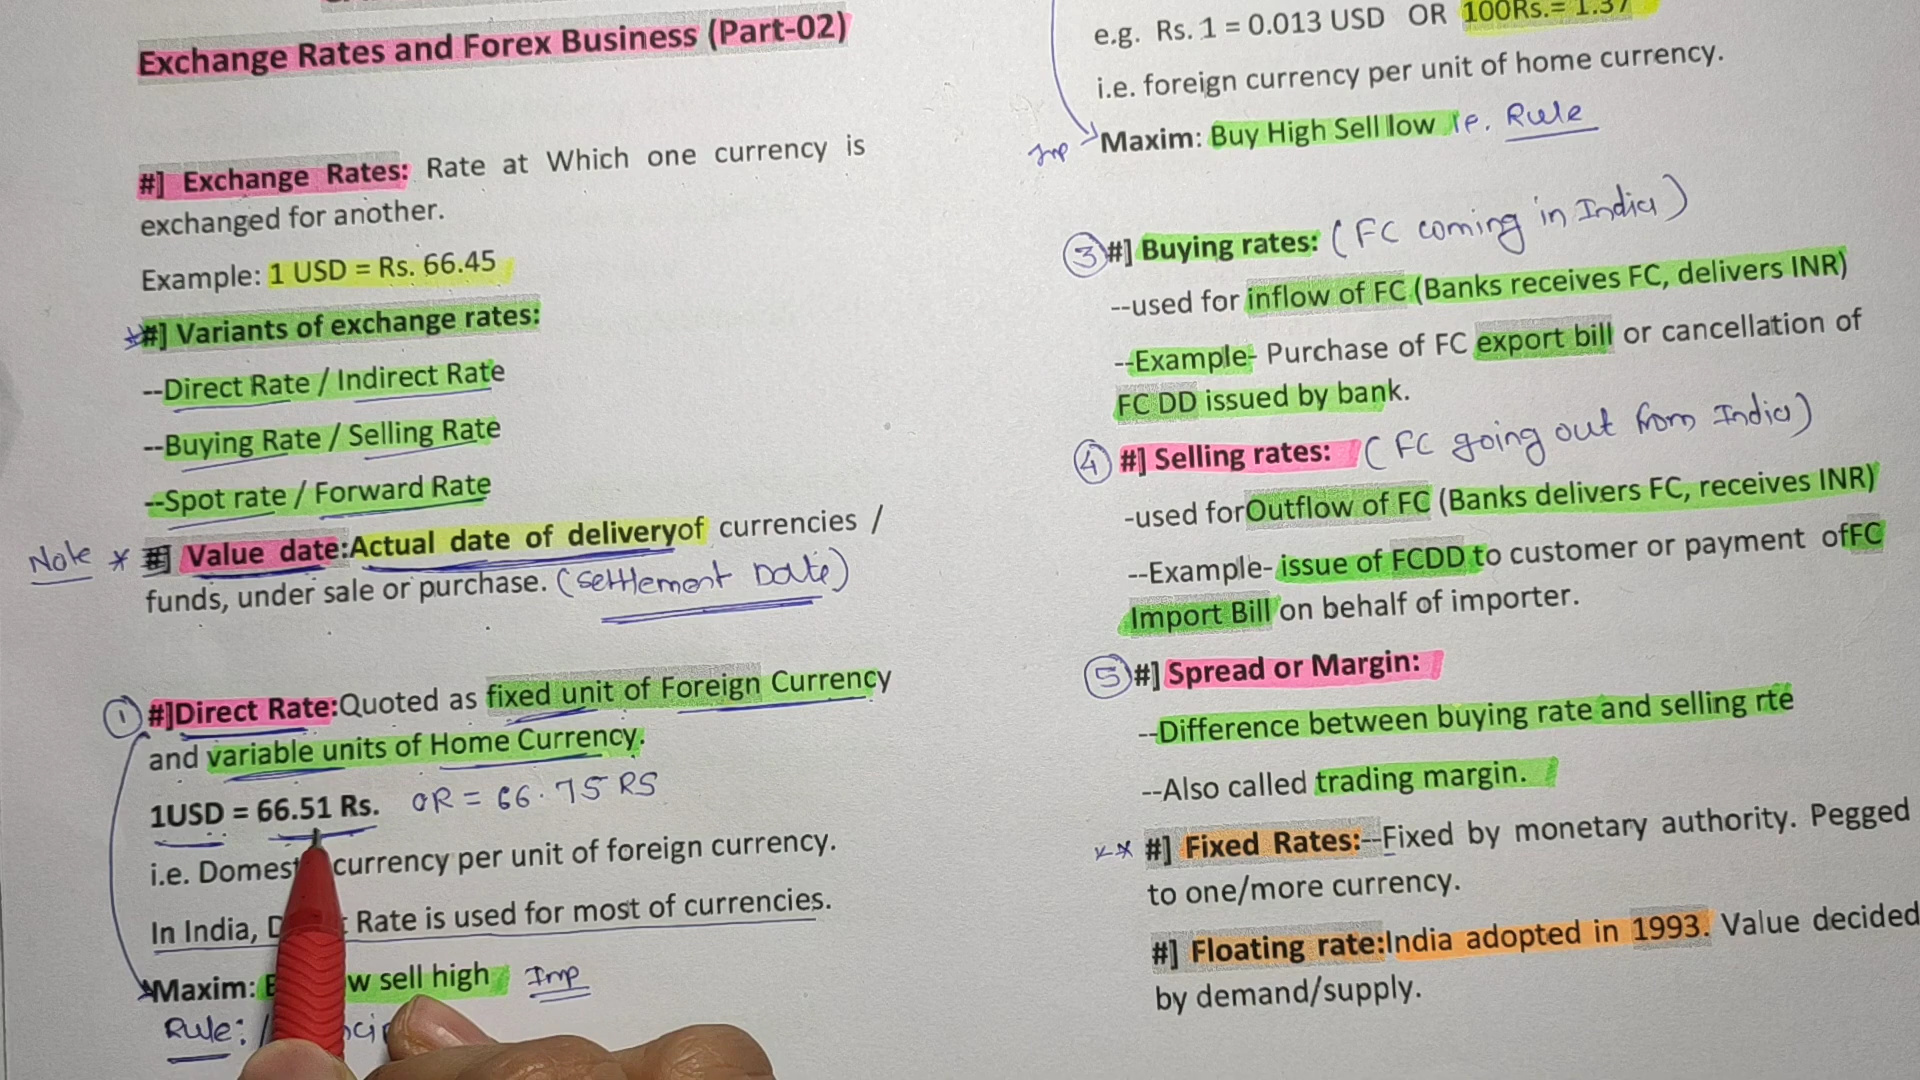 Exchange Rates and Forex Business (Part-02)
#] Exchange Rates: Rate at Which one currency is
exchanged for another.
Example: 1 USD = Rs. 66.45
#] Variants of exchange rates:
--Direct Rate / Indirect Rate
--Buying Rate / Selling Rate
--Spot rate / Forward Rate
Note * #] Value date:Actual date of deliveryof currencies /
funds, under sale or purchase. (Settlement Date)
1 #]Direct Rate:Quoted as fixed unit of Foreign Currency
and variable units of Home Currency.
1USD = 66.51 Rs. OR = 66.75 RS
i.e. Domest currency per unit of foreign currency.
In India, D Rate is used for most of currencies.
Maxim: B w sell high Imp
Rule:
e.g. Rs. 1 = 0.013 USD OR 100Rs.= 1.37
i.e. foreign currency per unit of home currency.
Imp Maxim: Buy High Sell low i.e. Rule
3 #] Buying rates: (FC coming in India)
--used for inflow of FC (Banks receives FC, delivers INR)
--Example- Purchase of FC export bill or cancellation of
FC DD issued by bank.
4 #] Selling rates: (FC going out from India)
-used forOutflow of FC (Banks delivers FC, receives INR)
--Example- issue of FCDD to customer or payment ofFC
Import Bill on behalf of importer.
5 #] Spread or Margin:
--Difference between buying rate and selling rte
--Also called trading margin.
** #] Fixed Rates:--Fixed by monetary authority. Pegged
to one/more currency.
#] Floating rate:India adopted in 1993. Value decided
by demand/supply.